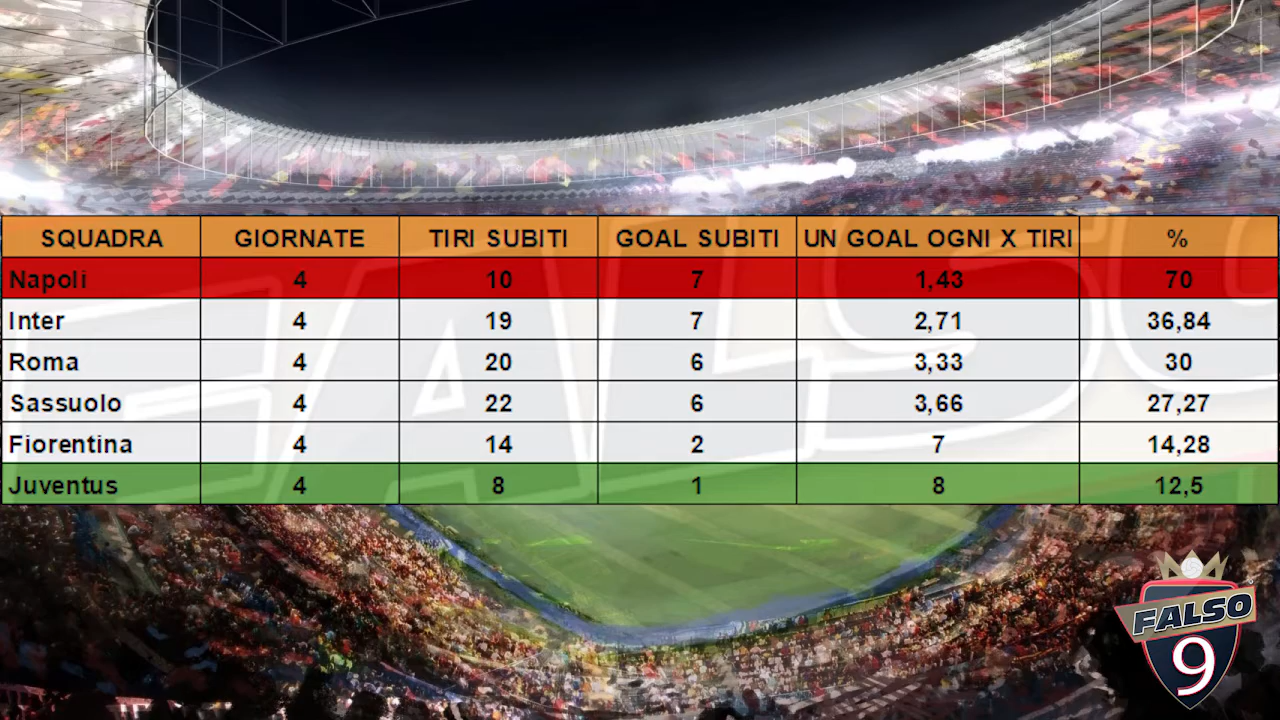 SQUADRA GIORNATE TIRI SUBITI GOAL SUBITI UN GOAL OGNI X TIRI %
Napoli 4 10 7 1,43 70
Inter 4 19 7 2,71 36,84
Roma 4 20 6 3,33 30
Sassuolo 4 22 6 3,66 27,27
Fiorentina 4 14 2 7 14,28
Juventus 4 8 1 8 12,5
FALSO
9